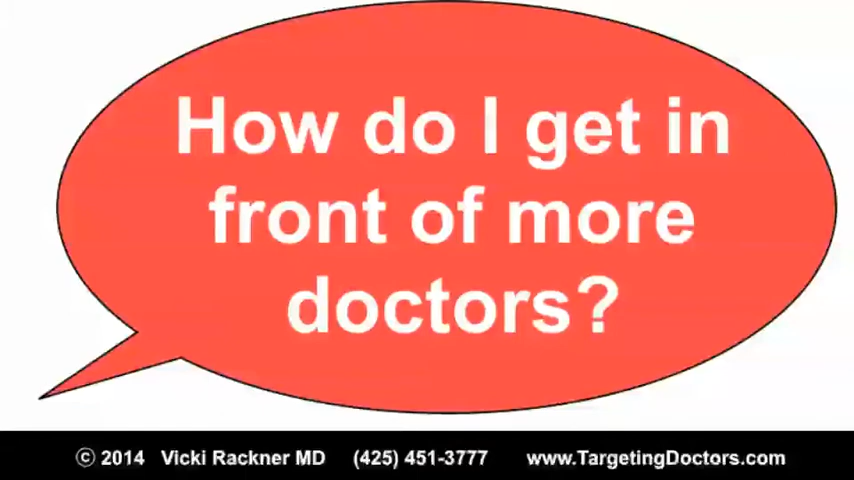 How do I get in
front of more
doctors?
© 2014 Vicki Rackner MD (425) 451-3777 www.TargetingDoctors.com